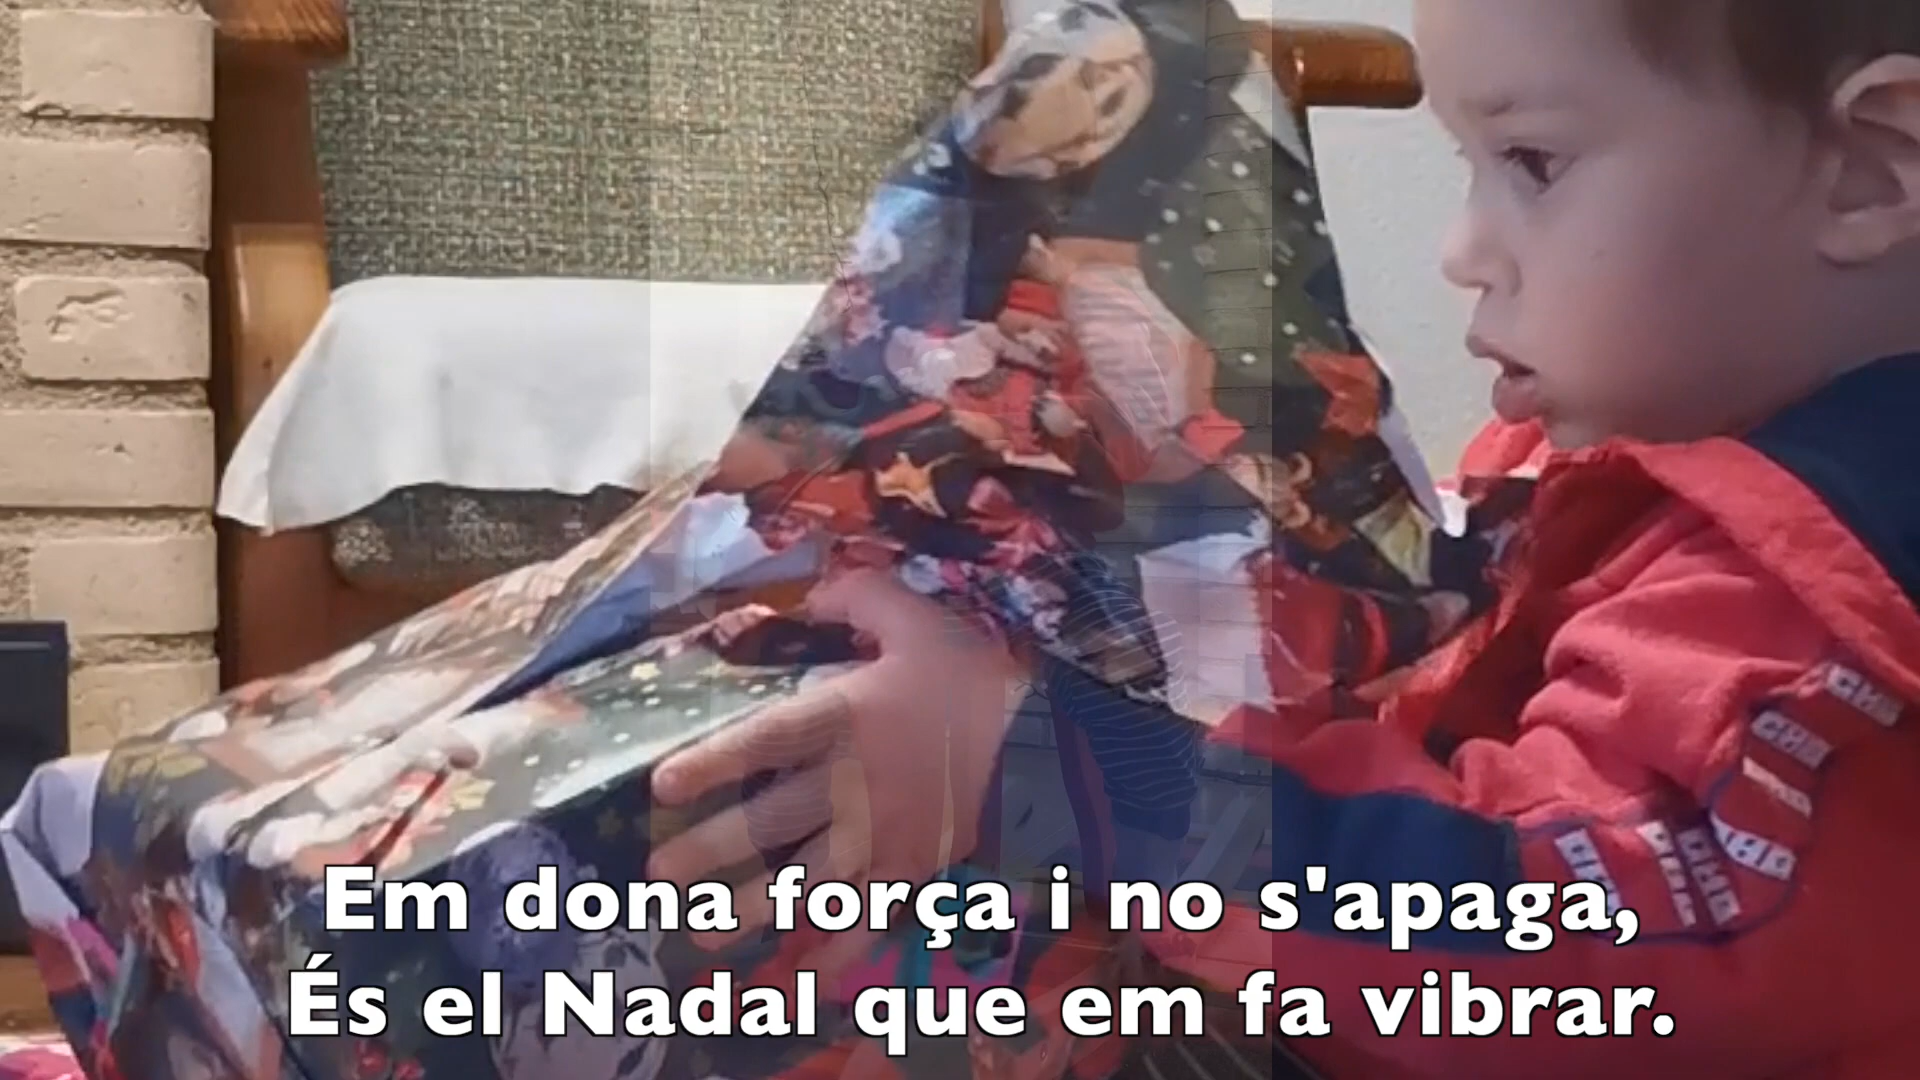 Em dona força i no s'apaga,
És el Nadal que em fa vibrar.